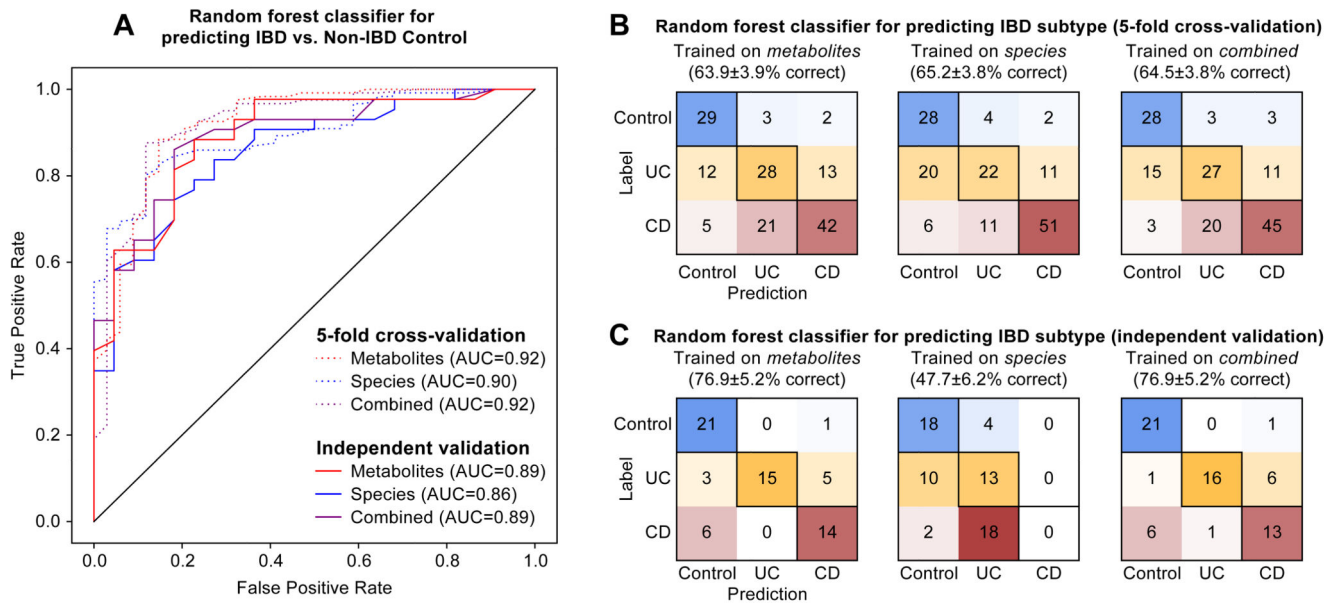 A
Random forest classifier for
predicting IBD vs. Non-IBD Control
True Positive Rate
1.0
0.8
0.6
0.4
0.2
0.0
0.0 0.2 0.4 0.6 0.8 1.0
False Positive Rate
5-fold cross-validation
Metabolites (AUC=0.92)
Species (AUC=0.90)
Combined (AUC=0.92)
Independent validation
Metabolites (AUC=0.89)
Species (AUC=0.86)
Combined (AUC=0.89)
B Random forest classifier for predicting IBD subtype (5-fold cross-validation)
Trained on metabolites Trained on species Trained on combined
(63.9±3.9% correct) (65.2±3.8% correct) (64.5±3.8% correct)
Control 29 3 2 28 4 2 28 3 3
Label
UC 12 28 13 20 22 11 15 27 11
CD 5 21 42 6 11 51 3 20 45
Control UC CD Control UC CD Control UC CD
Prediction
C Random forest classifier for predicting IBD subtype (independent validation)
Trained on metabolites Trained on species Trained on combined
(76.9±5.2% correct) (47.7±6.2% correct) (76.9±5.2% correct)
Control 21 0 1 18 4 0 21 0 1
Label
UC 3 15 5 10 13 0 1 16 6
CD 6 0 14 2 18 0 6 1 13
Control UC CD Control UC CD Control UC CD
Prediction